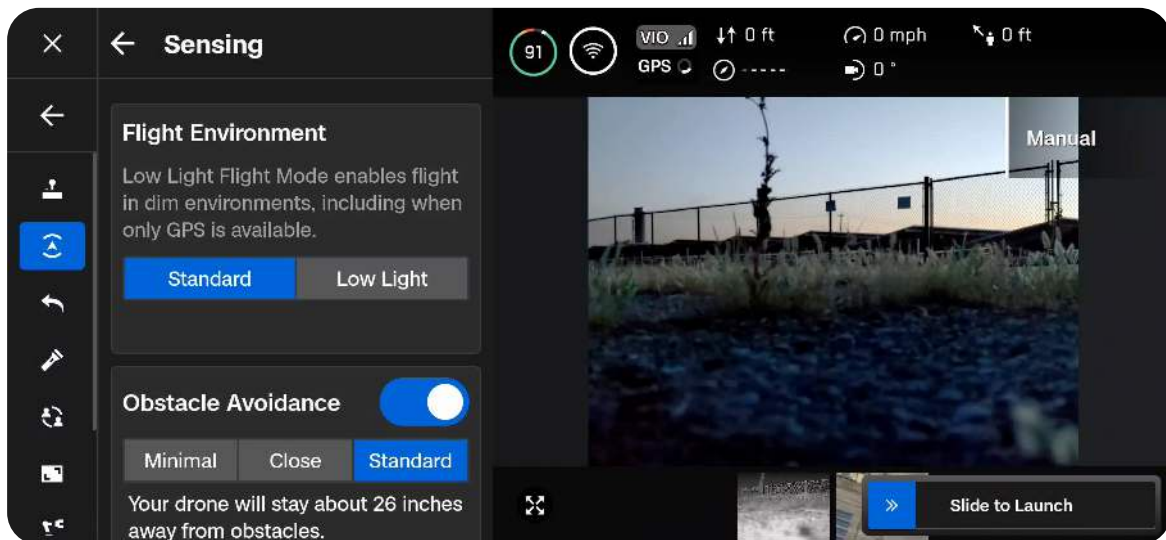 Sensing
Flight Environment
Low Light Flight Mode enables flight
in dim environments, including when
only GPS is available.
Standard Low Light
Obstacle Avoidance
Minimal Close Standard
Your drone will stay about 26 inches
away from obstacles.
91 VIO 0 ft 0 mph 0 ft
GPS ----- 0 °
Manual
Slide to Launch